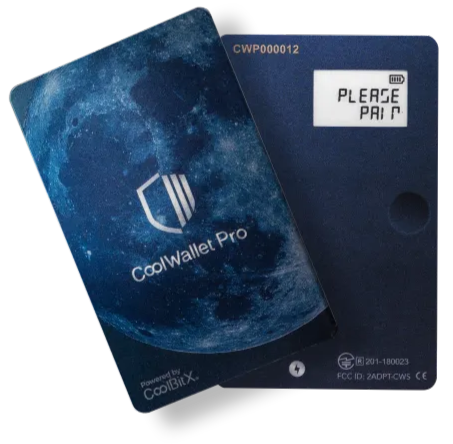 CoolWallet Pro
Powered by
CoolBitX.
CWP000012
PLEASE
PAIR
R 201-180023
FCC ID: 2ADPT-CWS CE